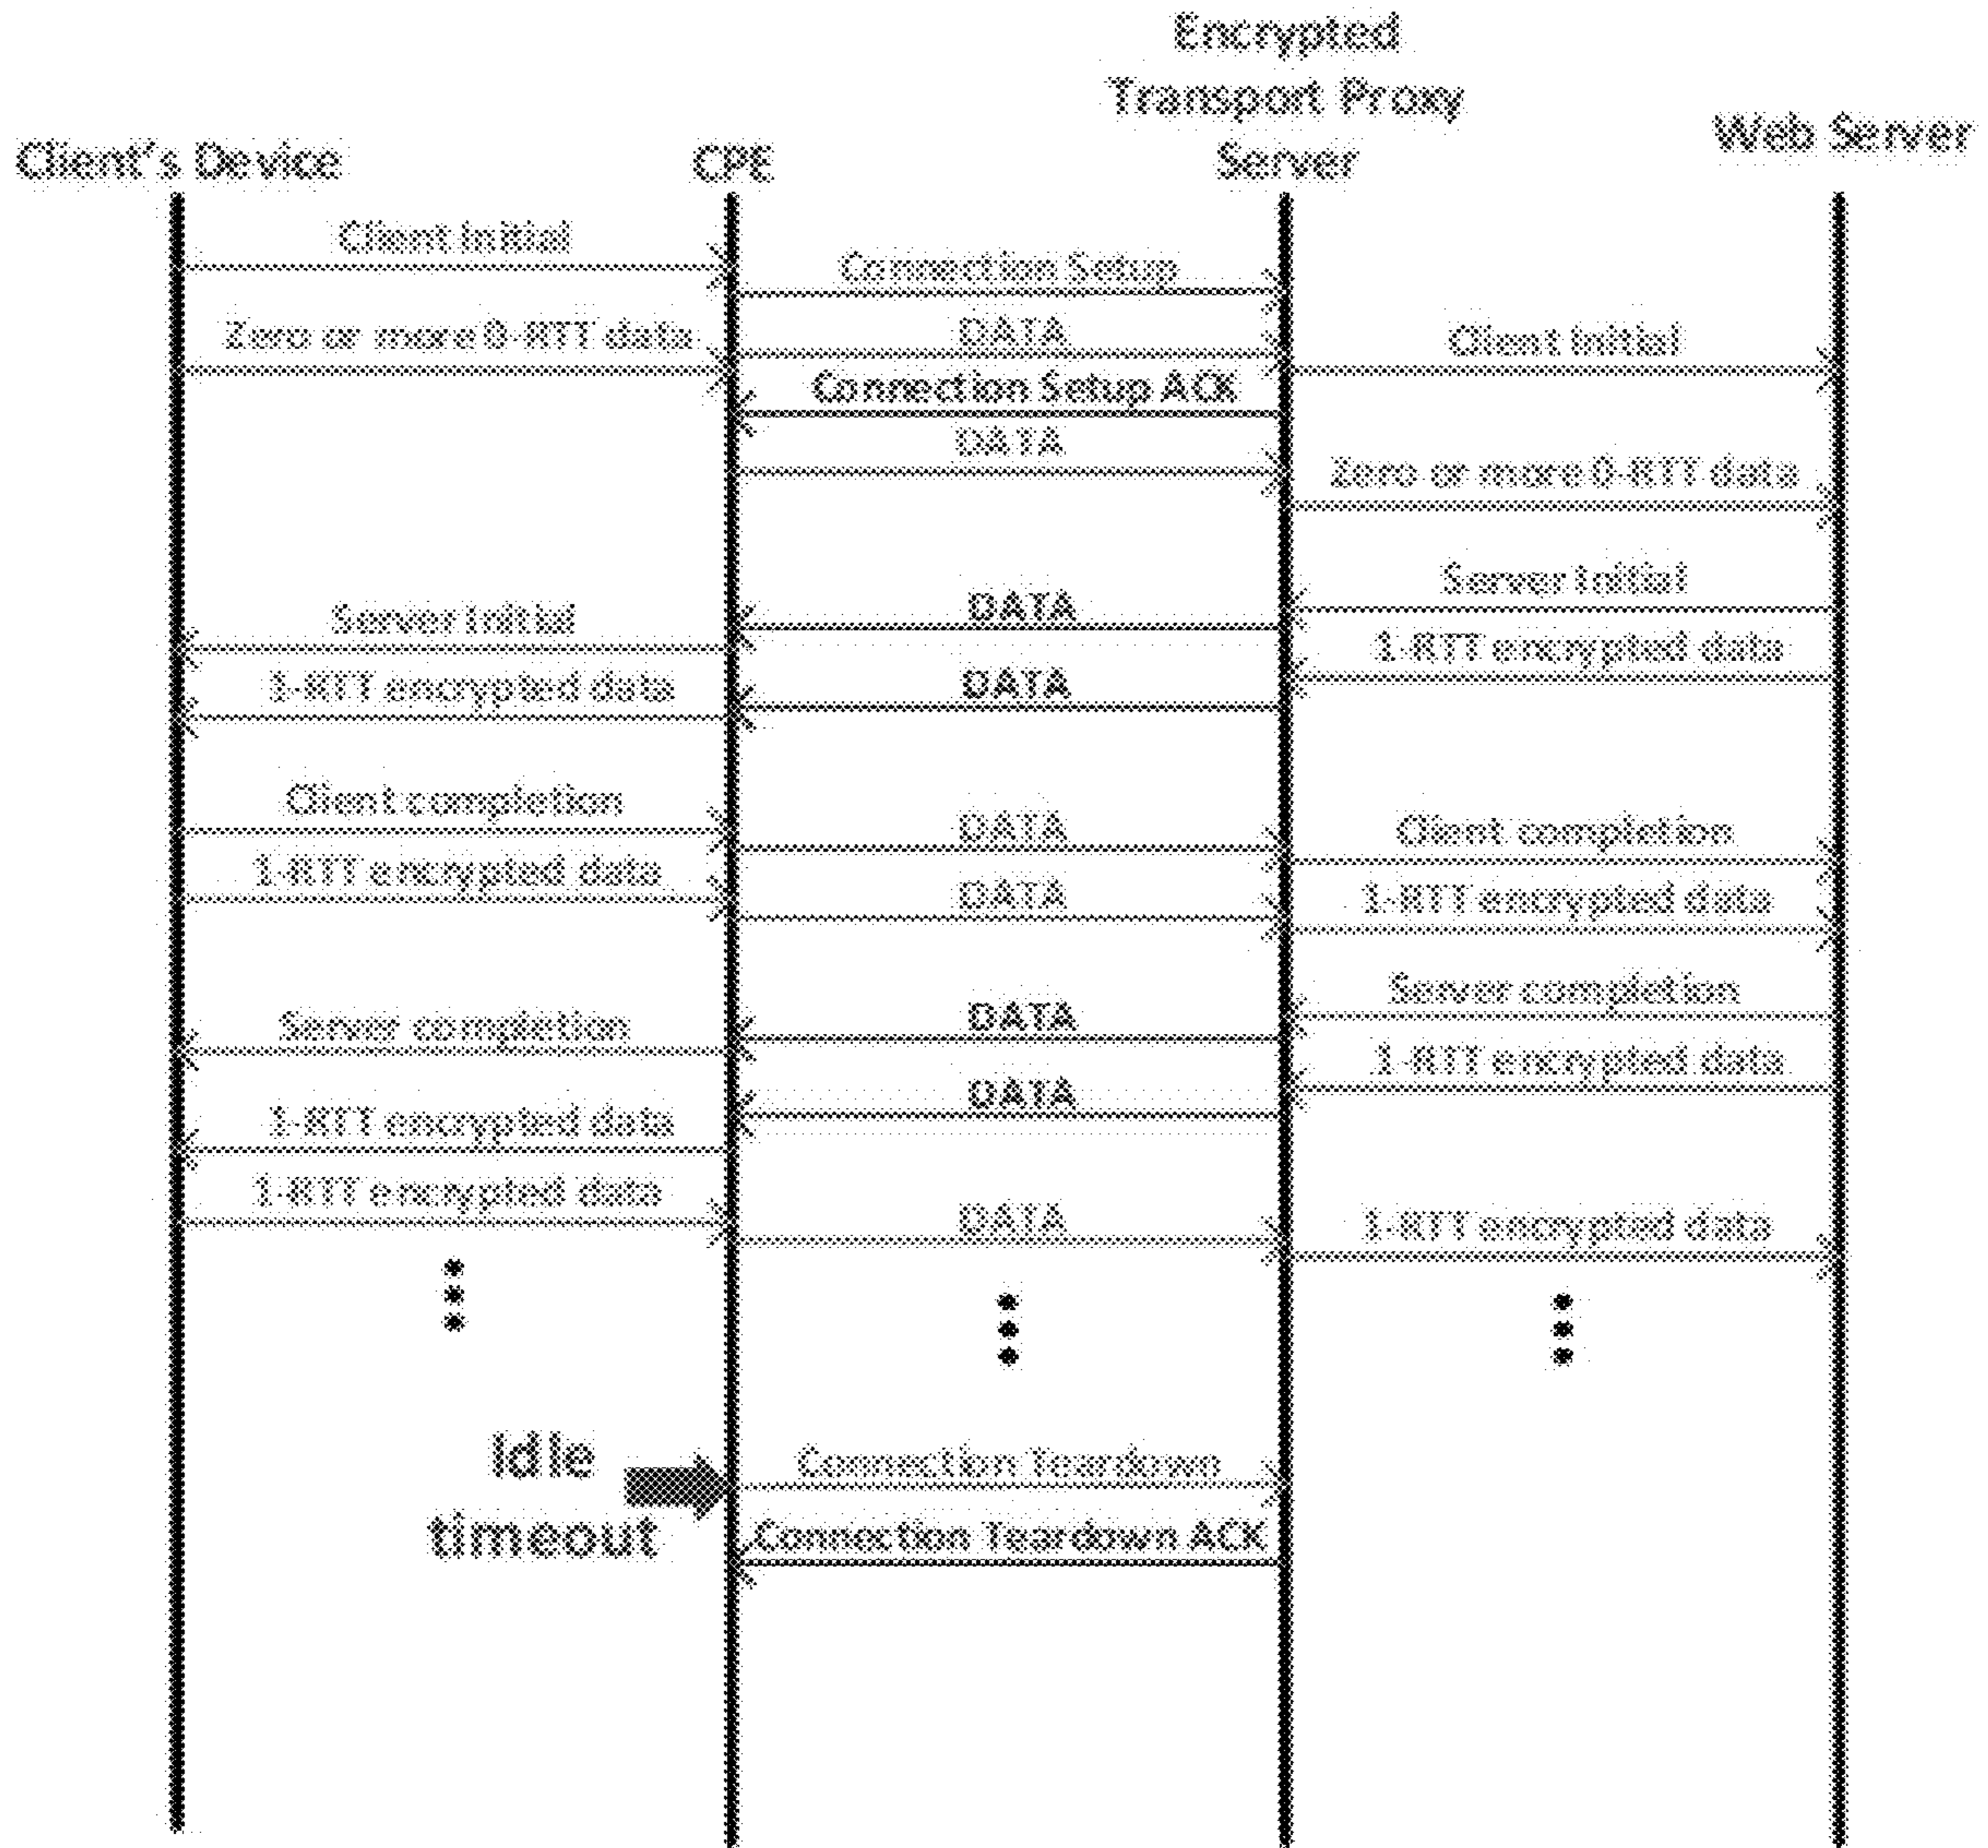 Encrypted
Transport Proxy
Server
Web Server
Client's Device
CPE
Client Initial
Connection Setup
Zero or more 0-RTT data
DATA
Client Initial
Connection Setup ACK
DATA
Zero or more 0-RTT data
Server Initial
DATA
Server Initial
1-RTT encrypted data
1-RTT encrypted data
DATA
Client completion
DATA
Client completion
1-RTT encrypted data
DATA
1-RTT encrypted data
Server completion
DATA
Server completion
1-RTT encrypted data
DATA
1-RTT encrypted data
1-RTT encrypted data
DATA
1-RTT encrypted data
Idle
timeout
Connection Teardown
Connection Teardown ACK